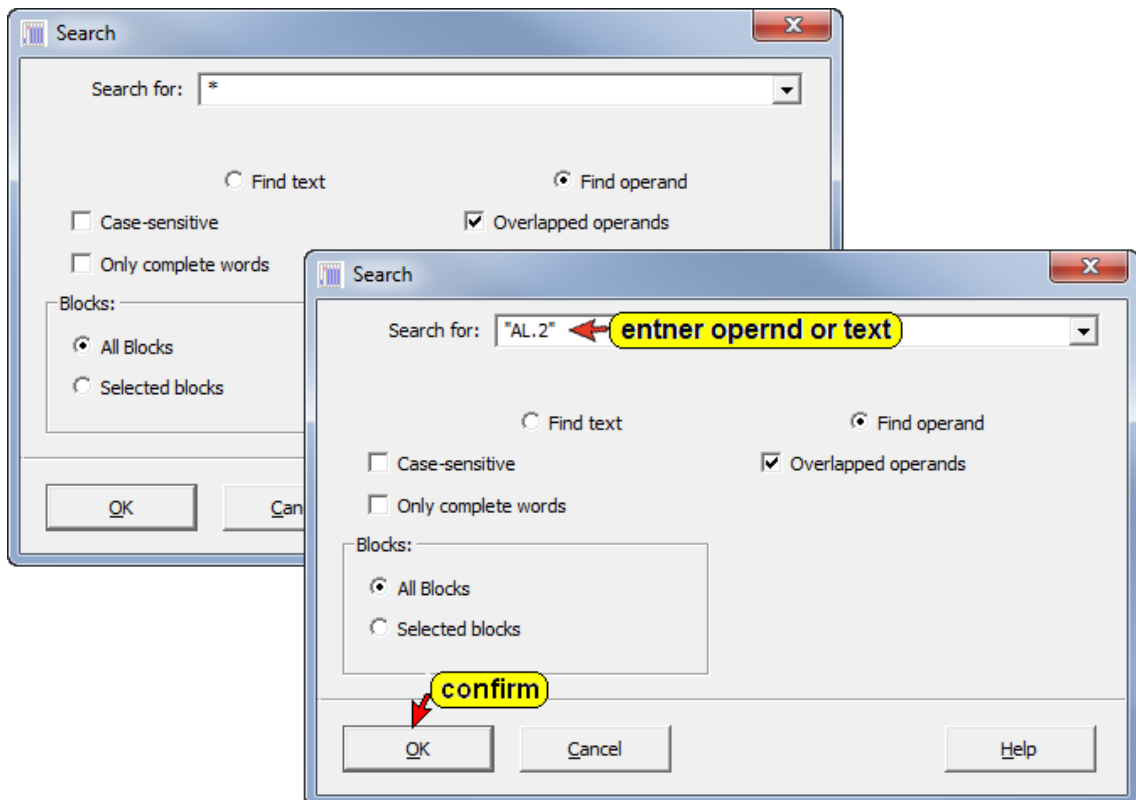 Search
Search for: *
Find text Find operand
Case-sensitive Overlapped operands
Only complete words
Blocks:
All Blocks
Selected blocks
OK Can
Search
Search for: "AL.2" entner opernd or text
Find text Find operand
Case-sensitive Overlapped operands
Only complete words
Blocks:
All Blocks
Selected blocks
confirm
OK Cancel Help